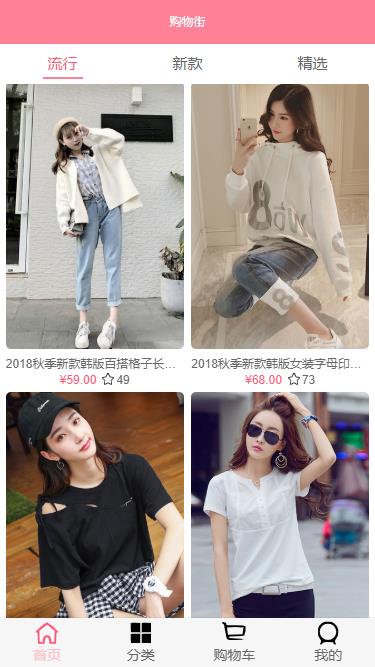 购物街
流行 新款 精选
2018秋季新款韩版百搭格子长... 2018秋季新款韩版女装字母印...
¥59.00 49 ¥68.00 73
首页 分类 购物车 我的